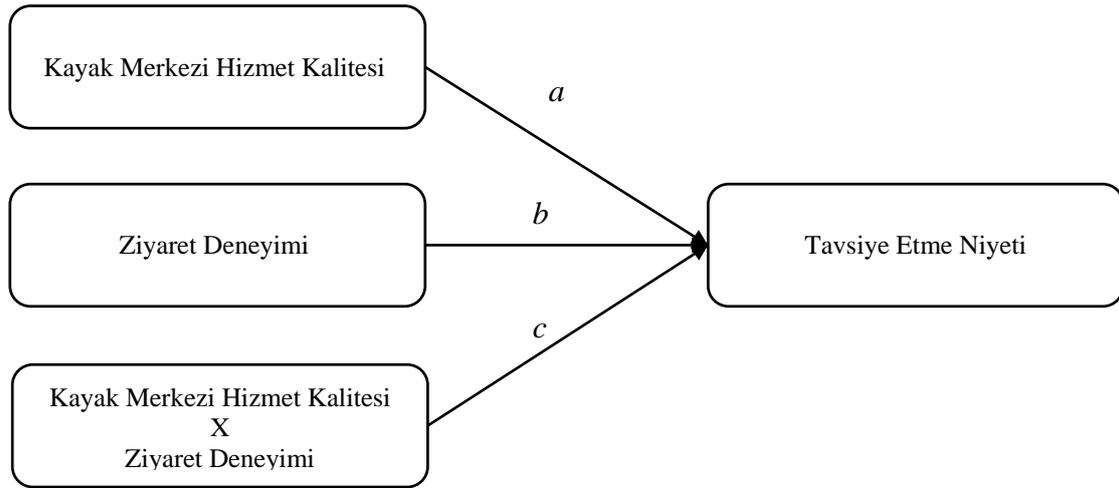 Kayak Merkezi Hizmet Kalitesi
a
Ziyaret Deneyimi
b
Tavsiye Etme Niyeti
c
Kayak Merkezi Hizmet Kalitesi
X
Ziyaret Deneyimi